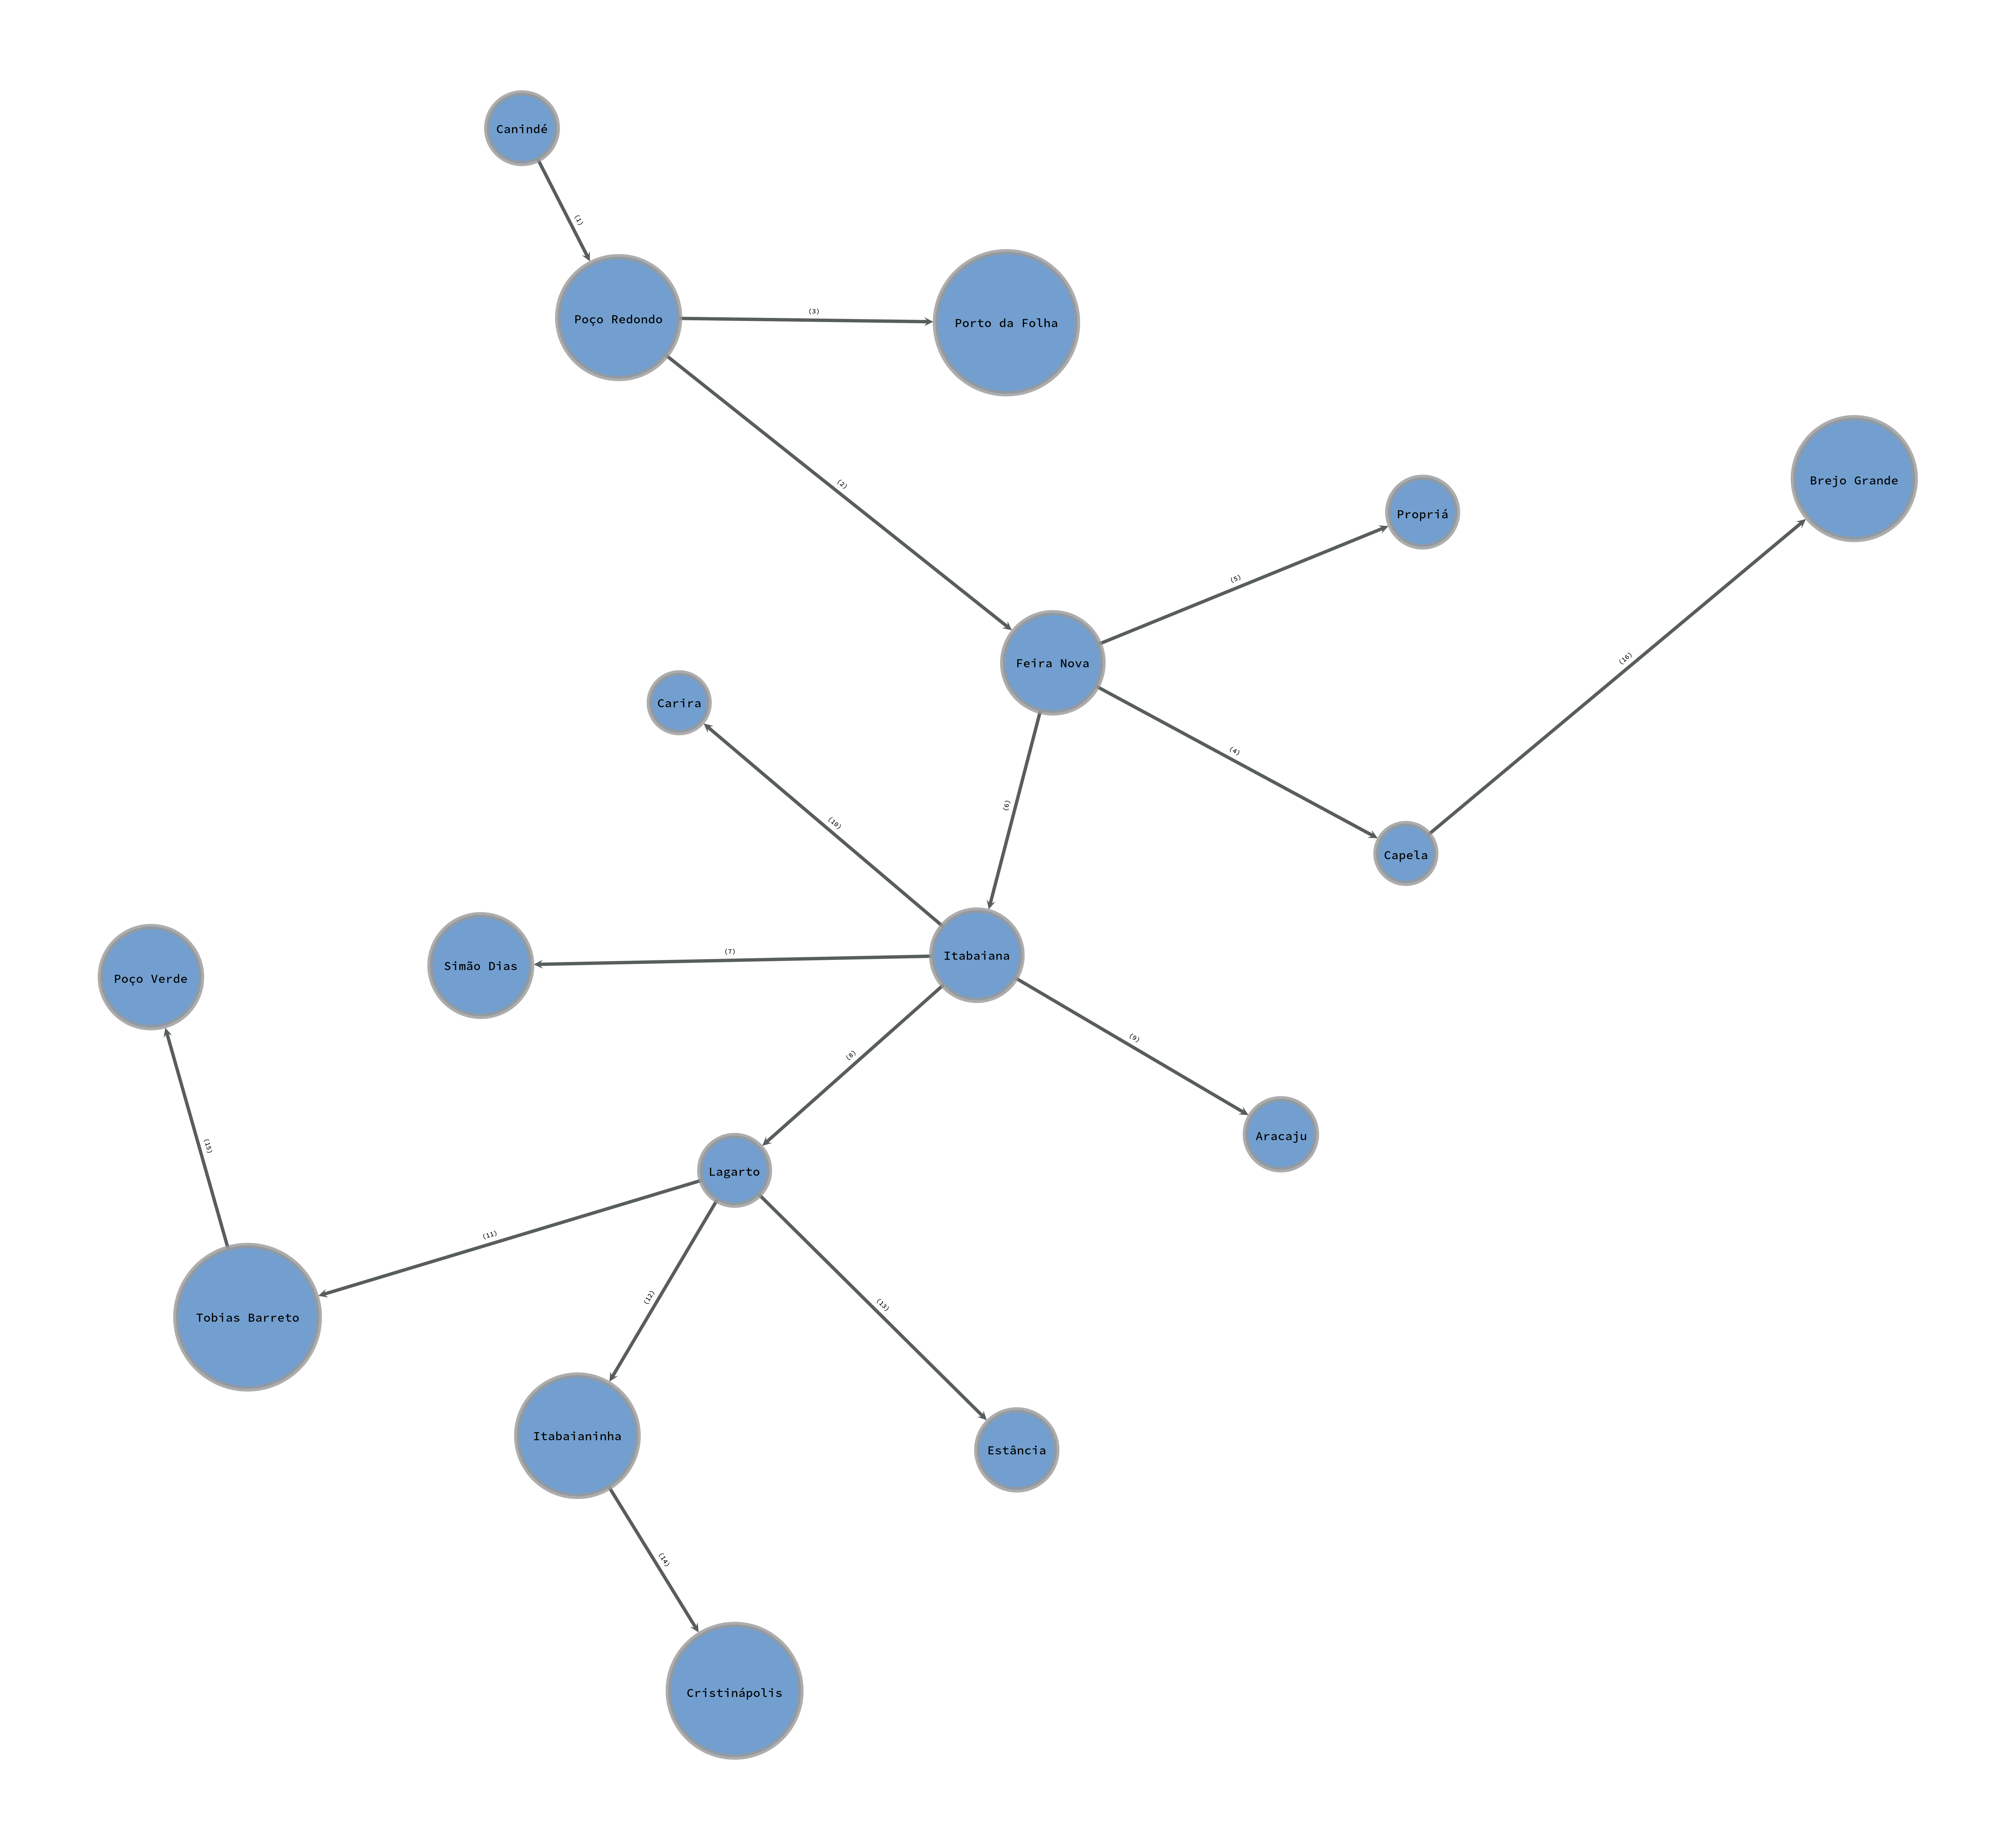 Canindé
(1)
Poço Redondo
(3)
Porto da Folha
(2)
Brejo Grande
Propriá
(5)
Feira Nova
(16)
Carira
(4)
(10)
(6)
Capela
Itabaiana
(7)
Simão Dias
Poço Verde
(8)
(9)
Aracaju
(15)
Lagarto
(11)
(12)
(13)
Tobias Barreto
Itabaianinha
Estância
(14)
Cristinápolis